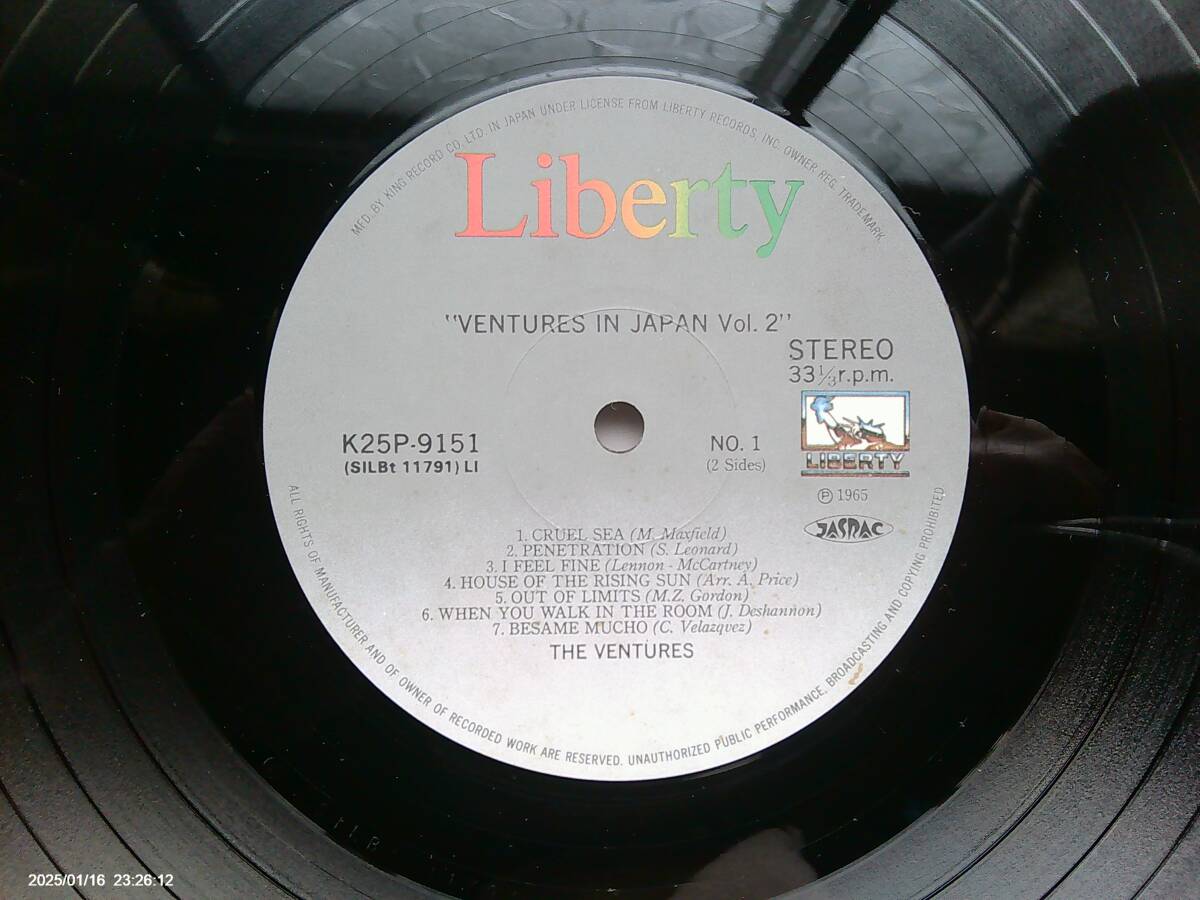 MFD. BY KING RECORD CO. LTD. IN JAPAN UNDER LICENSE FROM LIBERTY RECORDS, INC. OWNER REG. TRADEMARK
Liberty
"VENTURES IN JAPAN Vol. 2"
STEREO
33⅓r.p.m.
K25P-9151
(SILBt 11791) LI
NO. 1
(2 Sides)
LIBERTY
Ⓟ 1965
JASRAC
1. CRUEL SEA (M. Maxfield)
2. PENETRATION (S. Leonard)
3. I FEEL FINE (Lennon - McCartney)
4. HOUSE OF THE RISING SUN (Arr. A. Price)
5. OUT OF LIMITS (M.Z. Gordon)
6. WHEN YOU WALK IN THE ROOM (J. Deshannon)
7. BESAME MUCHO (C. Velazqvez)
THE VENTURES
ALL RIGHTS OF MANUFACTURER AND OF OWNER OF RECORDED WORK ARE RESERVED. UNAUTHORIZED PUBLIC PERFORMANCE, BROADCASTING AND COPYING PROHIBITED
2025/01/16 23:26:12